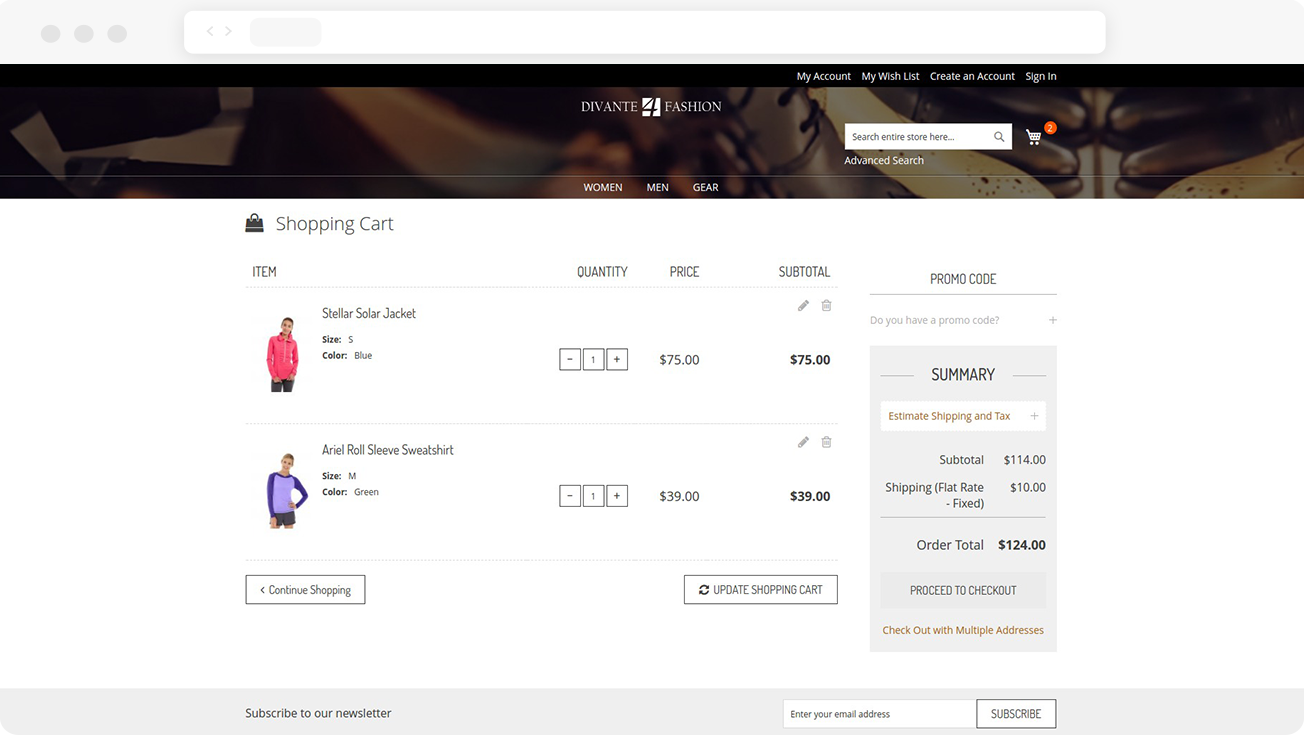 My Account My Wish List Create an Account Sign In
DIVANTE 4 FASHION
Search entire store here...
2
Advanced Search
WOMEN MEN GEAR
Shopping Cart
ITEM QUANTITY PRICE SUBTOTAL
Stellar Solar Jacket
Size: S
Color: Blue
- 1 + $75.00 $75.00
Ariel Roll Sleeve Sweatshirt
Size: M
Color: Green
- 1 + $39.00 $39.00
< Continue Shopping
UPDATE SHOPPING CART
PROMO CODE
Do you have a promo code? +
SUMMARY
Estimate Shipping and Tax +
Subtotal $114.00
Shipping (Flat Rate $10.00
- Fixed)
Order Total $124.00
PROCEED TO CHECKOUT
Check Out with Multiple Addresses
Subscribe to our newsletter
Enter your email address
SUBSCRIBE